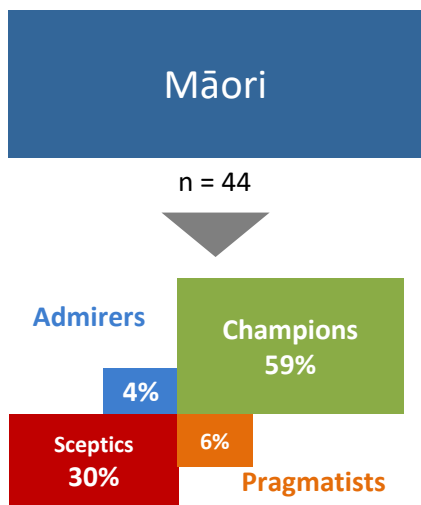 Māori
n = 44
Admirers
Champions
59%
4%
Sceptics
30%
6%
Pragmatists